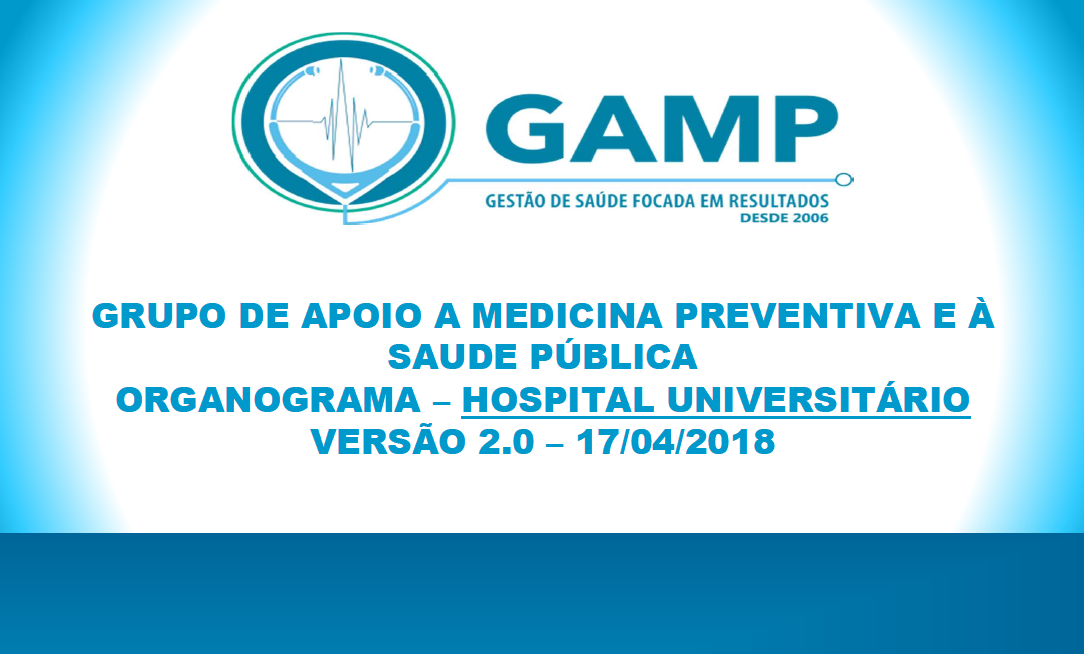 GAMP
GESTÃO DE SAÚDE FOCADA EM RESULTADOS
DESDE 2006
GRUPO DE APOIO A MEDICINA PREVENTIVA E À
SAUDE PÚBLICA
ORGANOGRAMA – HOSPITAL UNIVERSITÁRIO
VERSÃO 2.0 – 17/04/2018